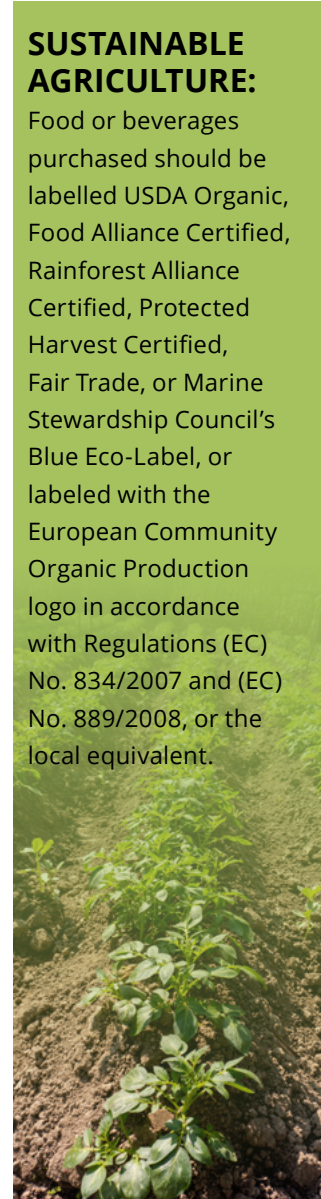 SUSTAINABLE
AGRICULTURE:
Food or beverages
purchased should be
labelled USDA Organic,
Food Alliance Certified,
Rainforest Alliance
Certified, Protected
Harvest Certified,
Fair Trade, or Marine
Stewardship Council’s
Blue Eco-Label, or
labeled with the
European Community
Organic Production
logo in accordance
with Regulations (EC)
No. 834/2007 and (EC)
No. 889/2008, or the
local equivalent.